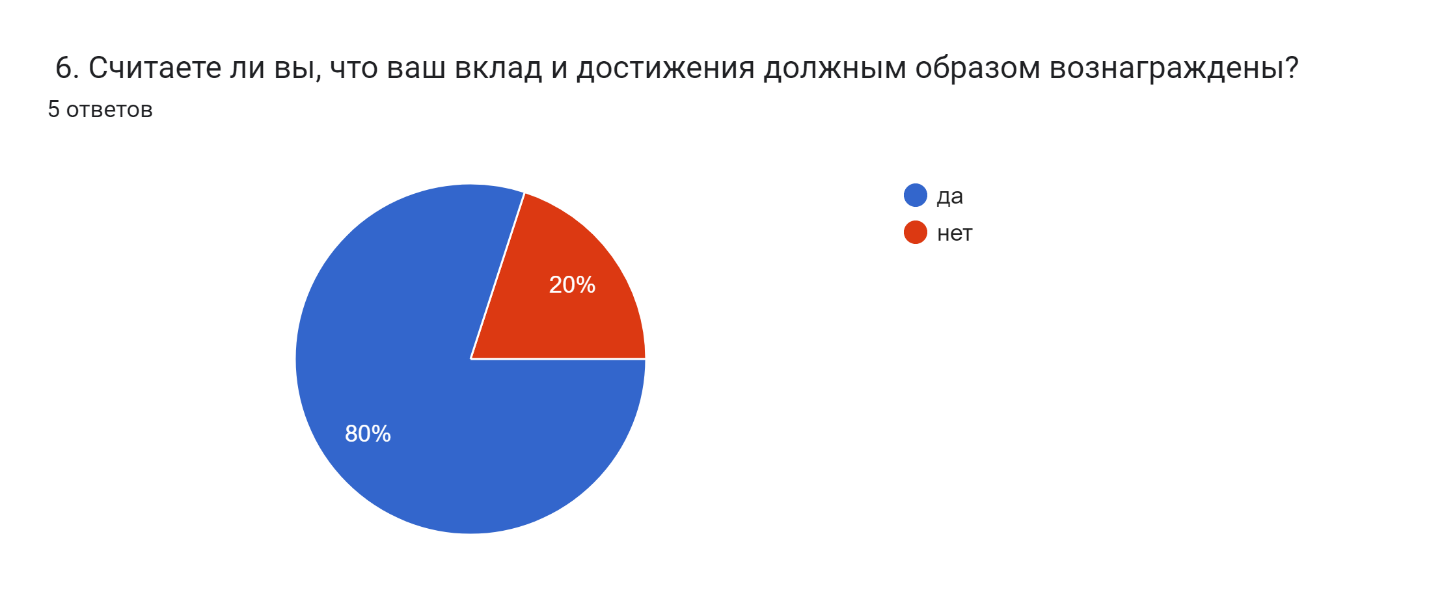 6. Считаете ли вы, что ваш вклад и достижения должным образом вознаграждены?
5 ответов
да
нет
20%
80%